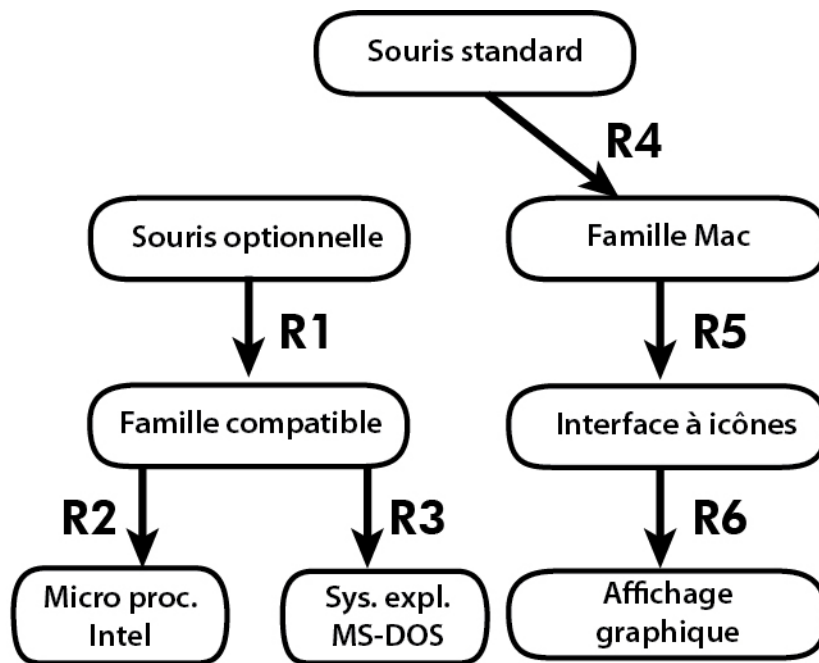 Souris standard
R4
Souris optionnelle
Famille Mac
R1
R5
Famille compatible
Interface à icônes
R2
R3
R6
Micro proc.
Intel
Sys. expl.
MS-DOS
Affichage
graphique